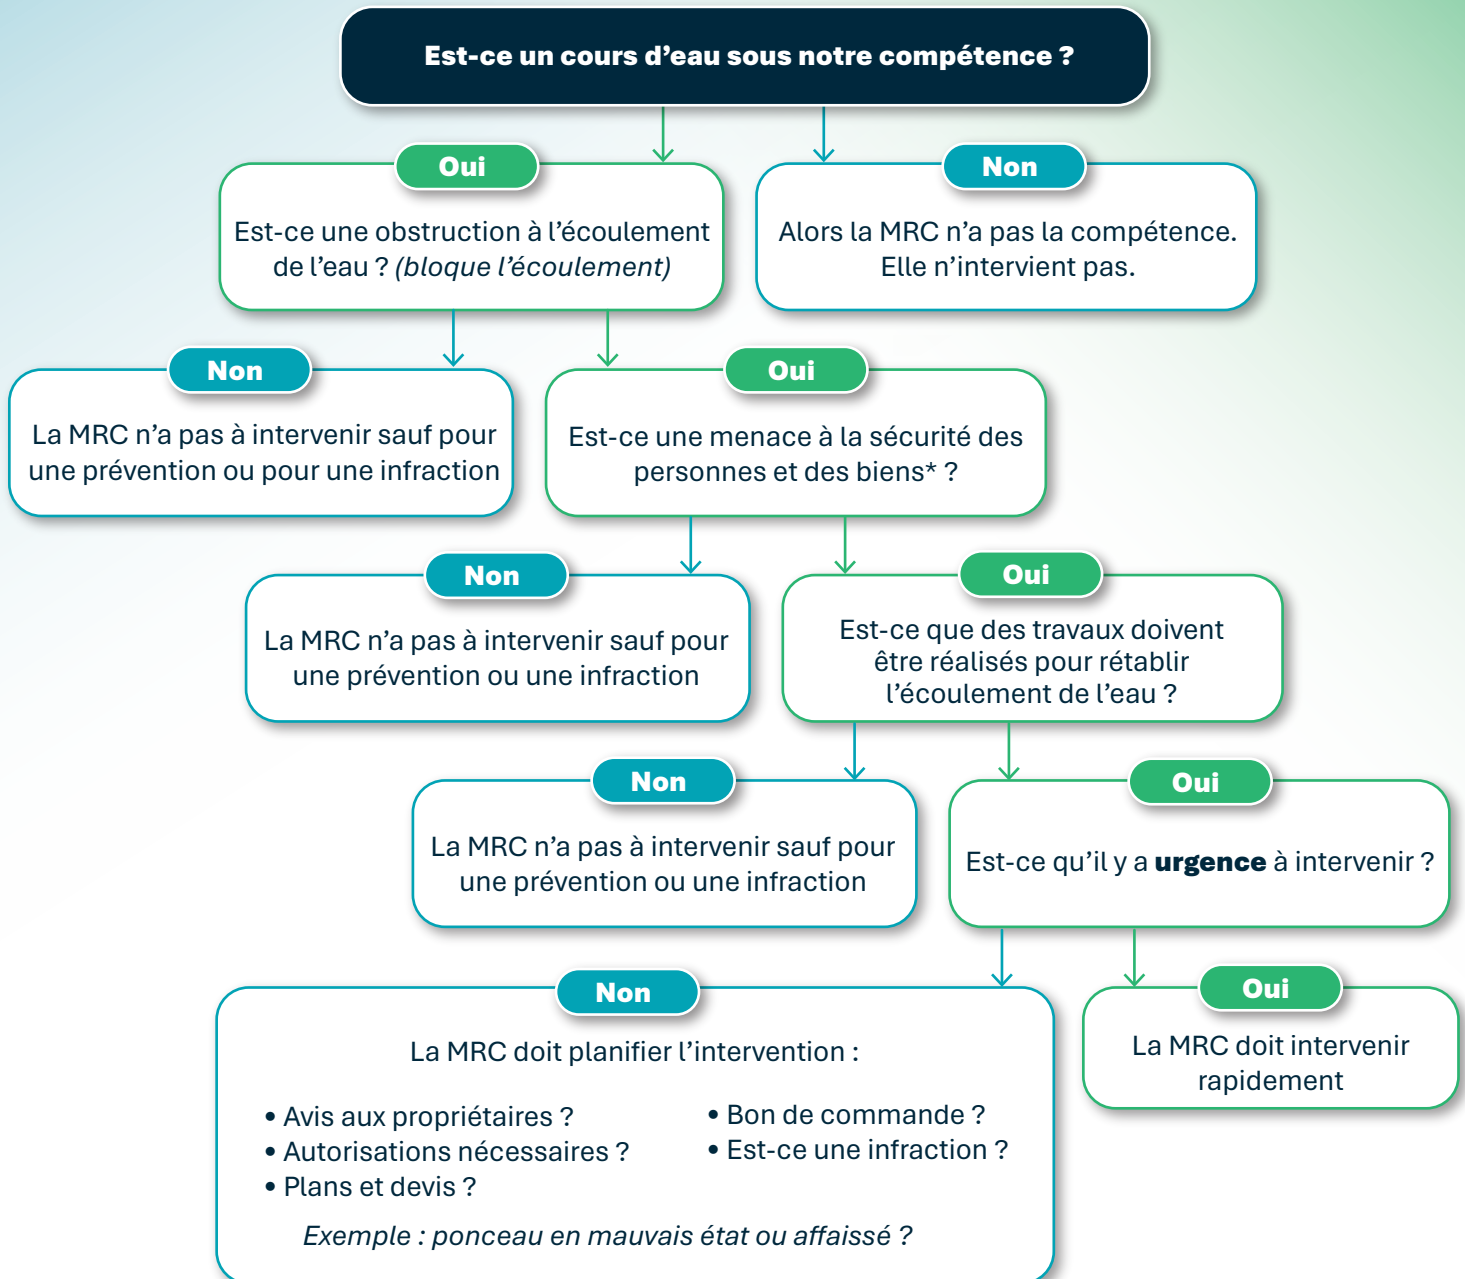 Est-ce un cours d’eau sous notre compétence ?
Oui
Est-ce une obstruction à l’écoulement
de l’eau ? (bloque l’écoulement)
Non
Alors la MRC n’a pas la compétence.
Elle n’intervient pas.
Non
La MRC n’a pas à intervenir sauf pour
une prévention ou pour une infraction
Oui
Est-ce une menace à la sécurité des
personnes et des biens* ?
Non
La MRC n’a pas à intervenir sauf pour
une prévention ou une infraction
Oui
Est-ce que des travaux doivent
être réalisés pour rétablir
l’écoulement de l’eau ?
Non
La MRC n’a pas à intervenir sauf pour
une prévention ou une infraction
Oui
Est-ce qu’il y a urgence à intervenir ?
Non
La MRC doit planifier l’intervention :
• Avis aux propriétaires ?
• Autorisations nécessaires ?
• Plans et devis ?
• Bon de commande ?
• Est-ce une infraction ?
Exemple : ponceau en mauvais état ou affaissé ?
Oui
La MRC doit intervenir
rapidement